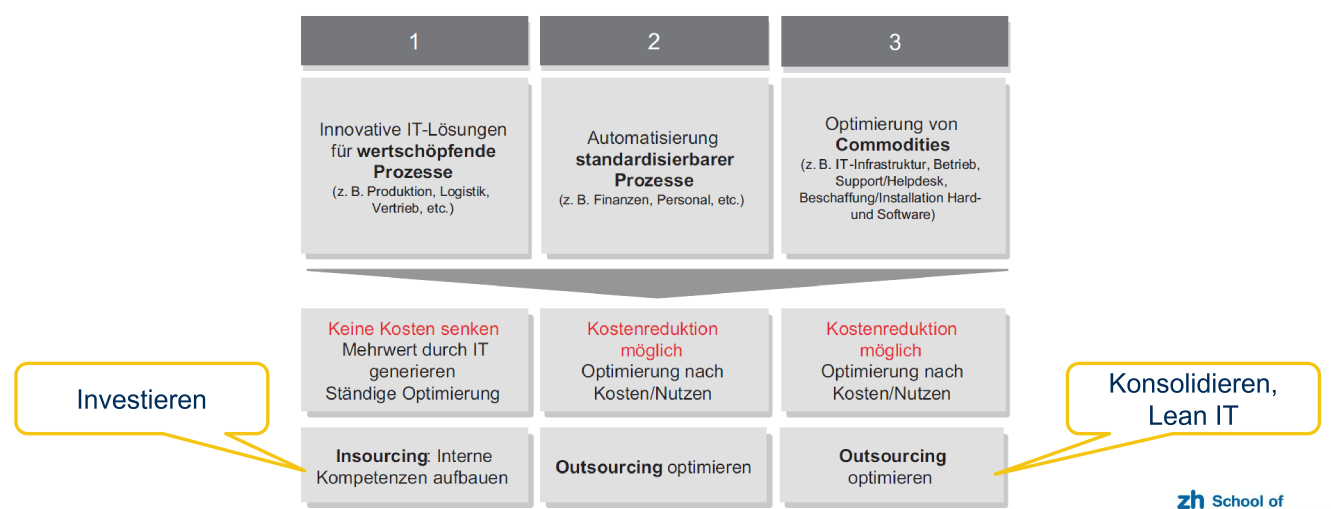 1
2
3
Innovative IT-Lösungen
für wertschöpfende
Prozesse
(z. B. Produktion, Logistik,
Vertrieb, etc.)
Automatisierung
standardisierbarer
Prozesse
(z. B. Finanzen, Personal, etc.)
Optimierung von
Commodities
(z. B. IT-Infrastruktur, Betrieb,
Support/Helpdesk,
Beschaffung/Installation Hard-
und Software)
Keine Kosten senken
Mehrwert durch IT
generieren
Ständige Optimierung
Kostenreduktion
möglich
Optimierung nach
Kosten/Nutzen
Kostenreduktion
möglich
Optimierung nach
Kosten/Nutzen
Investieren
Konsolidieren,
Lean IT
Insourcing: Interne
Kompetenzen aufbauen
Outsourcing optimieren
Outsourcing
optimieren
zh School of